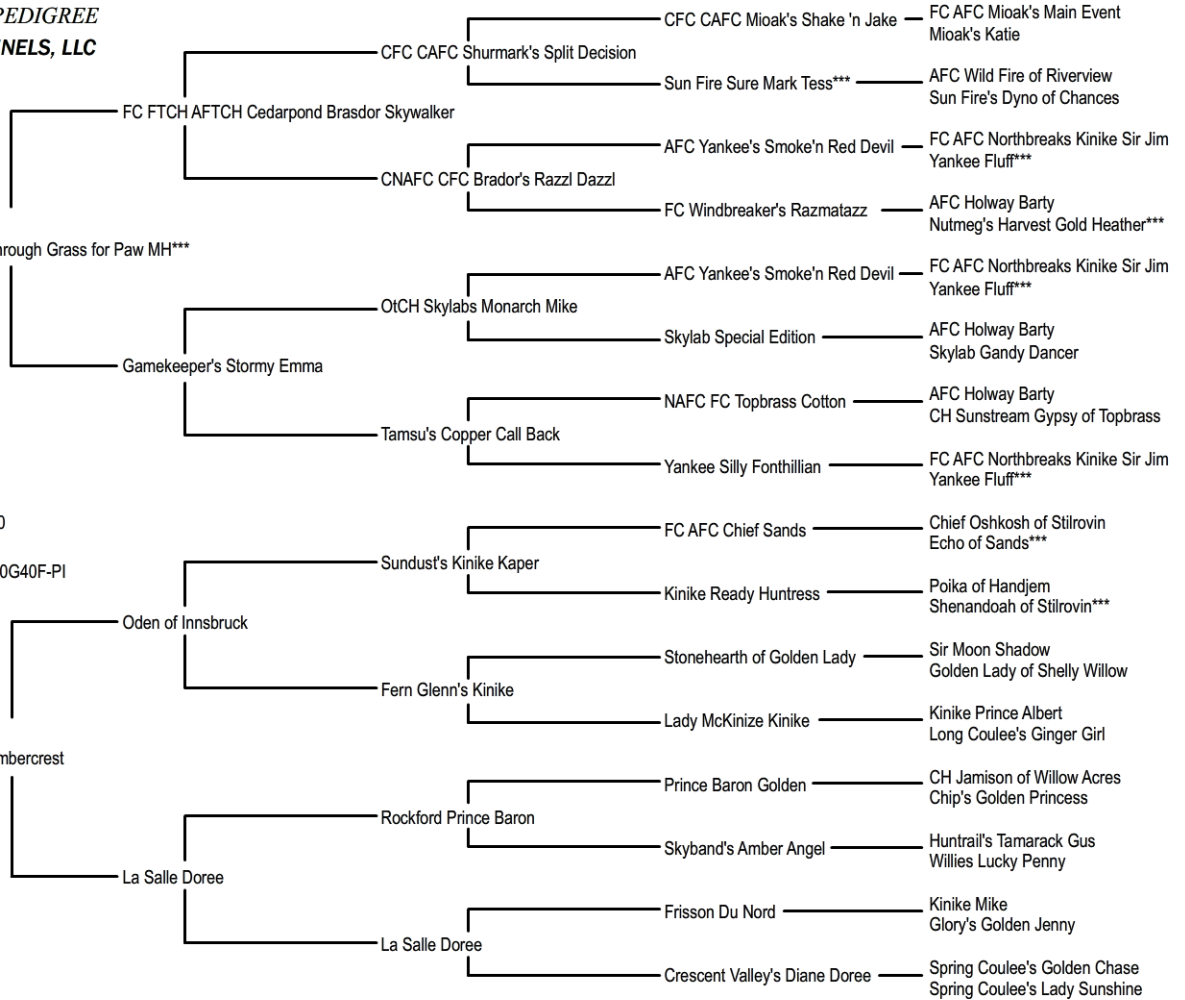 PEDIGREE
NELS, LLC
CFC CAFC Mioak's Shake 'n Jake
FC AFC Mioak's Main Event
Mioak's Katie
CFC CAFC Shurmark's Split Decision
Sun Fire Sure Mark Tess***
AFC Wild Fire of Riverview
Sun Fire's Dyno of Chances
FC FTCH AFTCH Cedarpond Brasdor Skywalker
AFC Yankee's Smoke'n Red Devil
FC AFC Northbreaks Kinike Sir Jim
Yankee Fluff***
CNAFC CFC Brador's Razzl Dazzl
FC Windbreaker's Razmatazz
AFC Holway Barty
Nutmeg's Harvest Gold Heather***
hrough Grass for Paw MH***
AFC Yankee's Smoke'n Red Devil
FC AFC Northbreaks Kinike Sir Jim
Yankee Fluff***
OtCH Skylabs Monarch Mike
Skylab Special Edition
AFC Holway Barty
Skylab Gandy Dancer
Gamekeeper's Stormy Emma
NAFC FC Topbrass Cotton
AFC Holway Barty
CH Sunstream Gypsy of Topbrass
Tamsu's Copper Call Back
Yankee Silly Fonthillian
FC AFC Northbreaks Kinike Sir Jim
Yankee Fluff***
0
0G40F-PI
FC AFC Chief Sands
Chief Oshkosh of Stilrovin
Echo of Sands***
Sundust's Kinike Kaper
Kinike Ready Huntress
Poika of Handjem
Shenandoah of Stilrovin***
Oden of Innsbruck
Stonehearth of Golden Lady
Sir Moon Shadow
Golden Lady of Shelly Willow
Fern Glenn's Kinike
Lady McKinize Kinike
Kinike Prince Albert
Long Coulee's Ginger Girl
mbercrest
Prince Baron Golden
CH Jamison of Willow Acres
Chip's Golden Princess
Rockford Prince Baron
Skyband's Amber Angel
Huntrail's Tamarack Gus
Willies Lucky Penny
La Salle Doree
Frisson Du Nord
Kinike Mike
Glory's Golden Jenny
La Salle Doree
Crescent Valley's Diane Doree
Spring Coulee's Golden Chase
Spring Coulee's Lady Sunshine